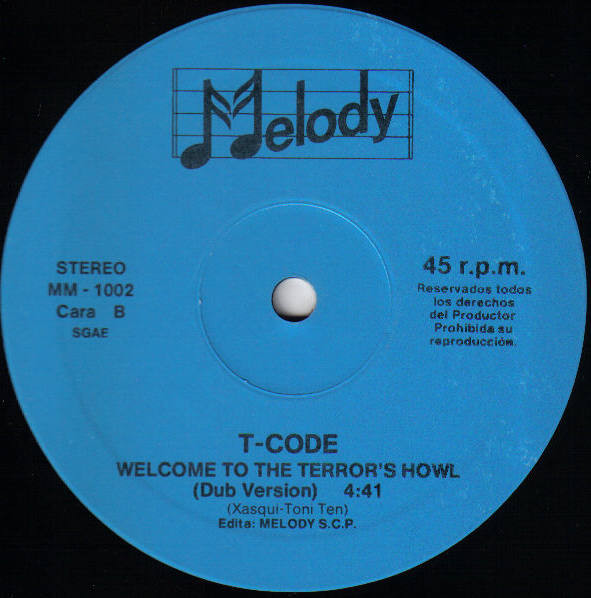 Melody
STEREO
MM - 1002
Cara B
SGAE
45 r.p.m.
Reservados todos
los derechos
del Productor
Prohibida su
reproducción.
T-CODE
WELCOME TO THE TERROR'S HOWL
(Dub Version) 4:41
(Xasqui-Toni Ten)
Edita: MELODY S.C.P.